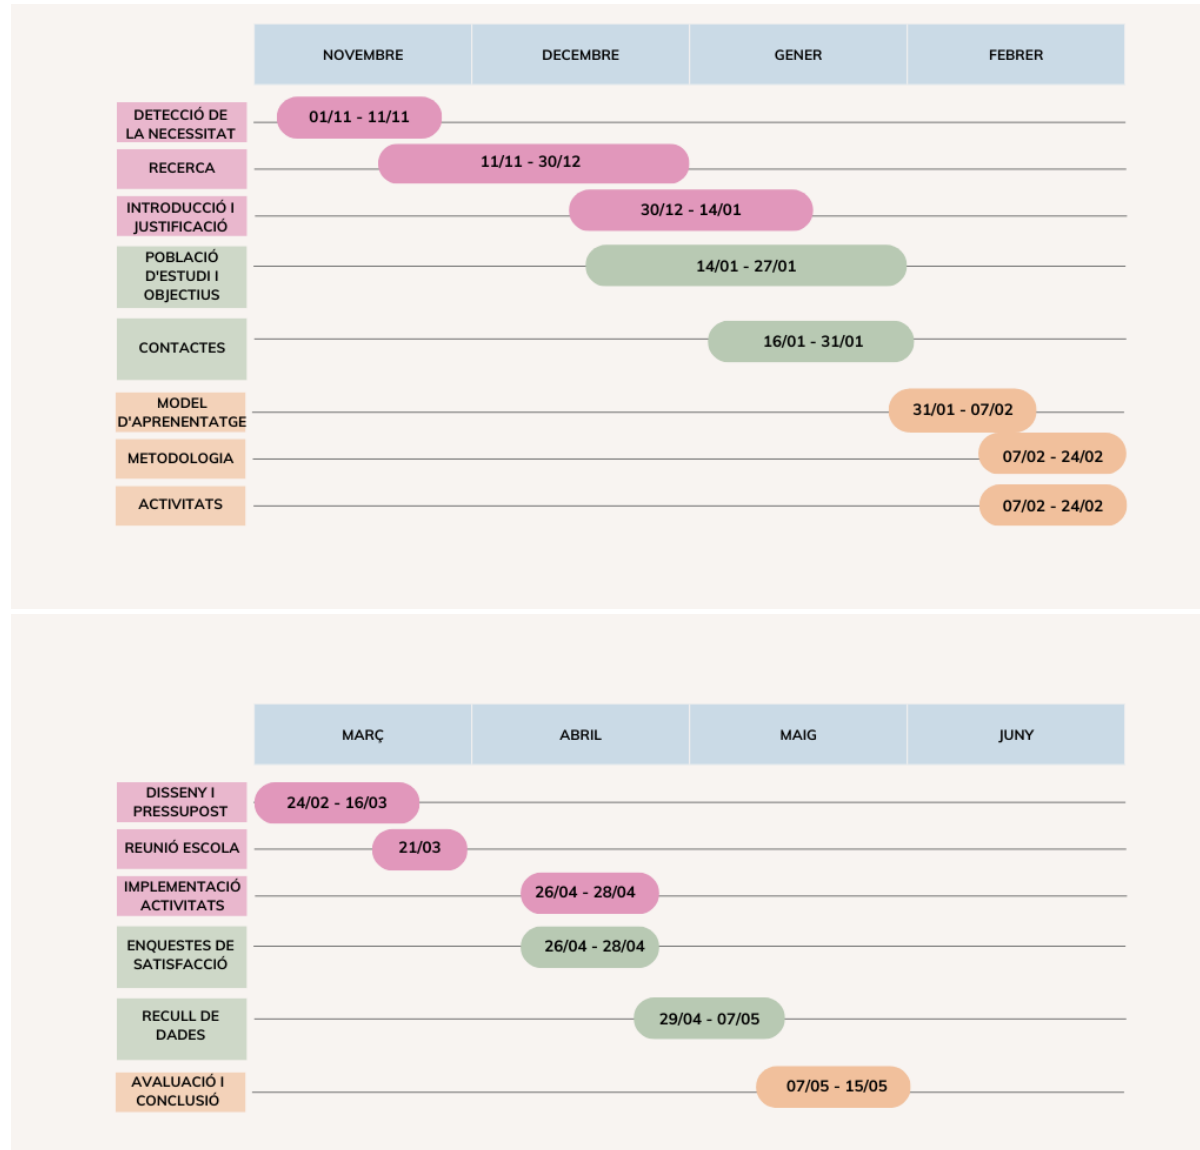 NOVEMBRE DECEMBRE GENER FEBRER
DETECCIÓ DE
LA NECESSITAT
01/11 - 11/11
RECERCA
11/11 - 30/12
INTRODUCCIÓ I
JUSTIFICACIÓ
30/12 - 14/01
POBLACIÓ
D'ESTUDI I
OBJECTIUS
14/01 - 27/01
CONTACTES
16/01 - 31/01
MODEL
D'APRENENTATGE
31/01 - 07/02
METODOLOGIA
07/02 - 24/02
ACTIVITATS
07/02 - 24/02
MARÇ ABRIL MAIG JUNY
DISSENY I
PRESSUPOST
24/02 - 16/03
REUNIÓ ESCOLA
21/03
IMPLEMENTACIÓ
ACTIVITATS
26/04 - 28/04
ENQUESTES DE
SATISFACCIÓ
26/04 - 28/04
RECULL DE
DADES
29/04 - 07/05
AVALUACIÓ I
CONCLUSIÓ
07/05 - 15/05